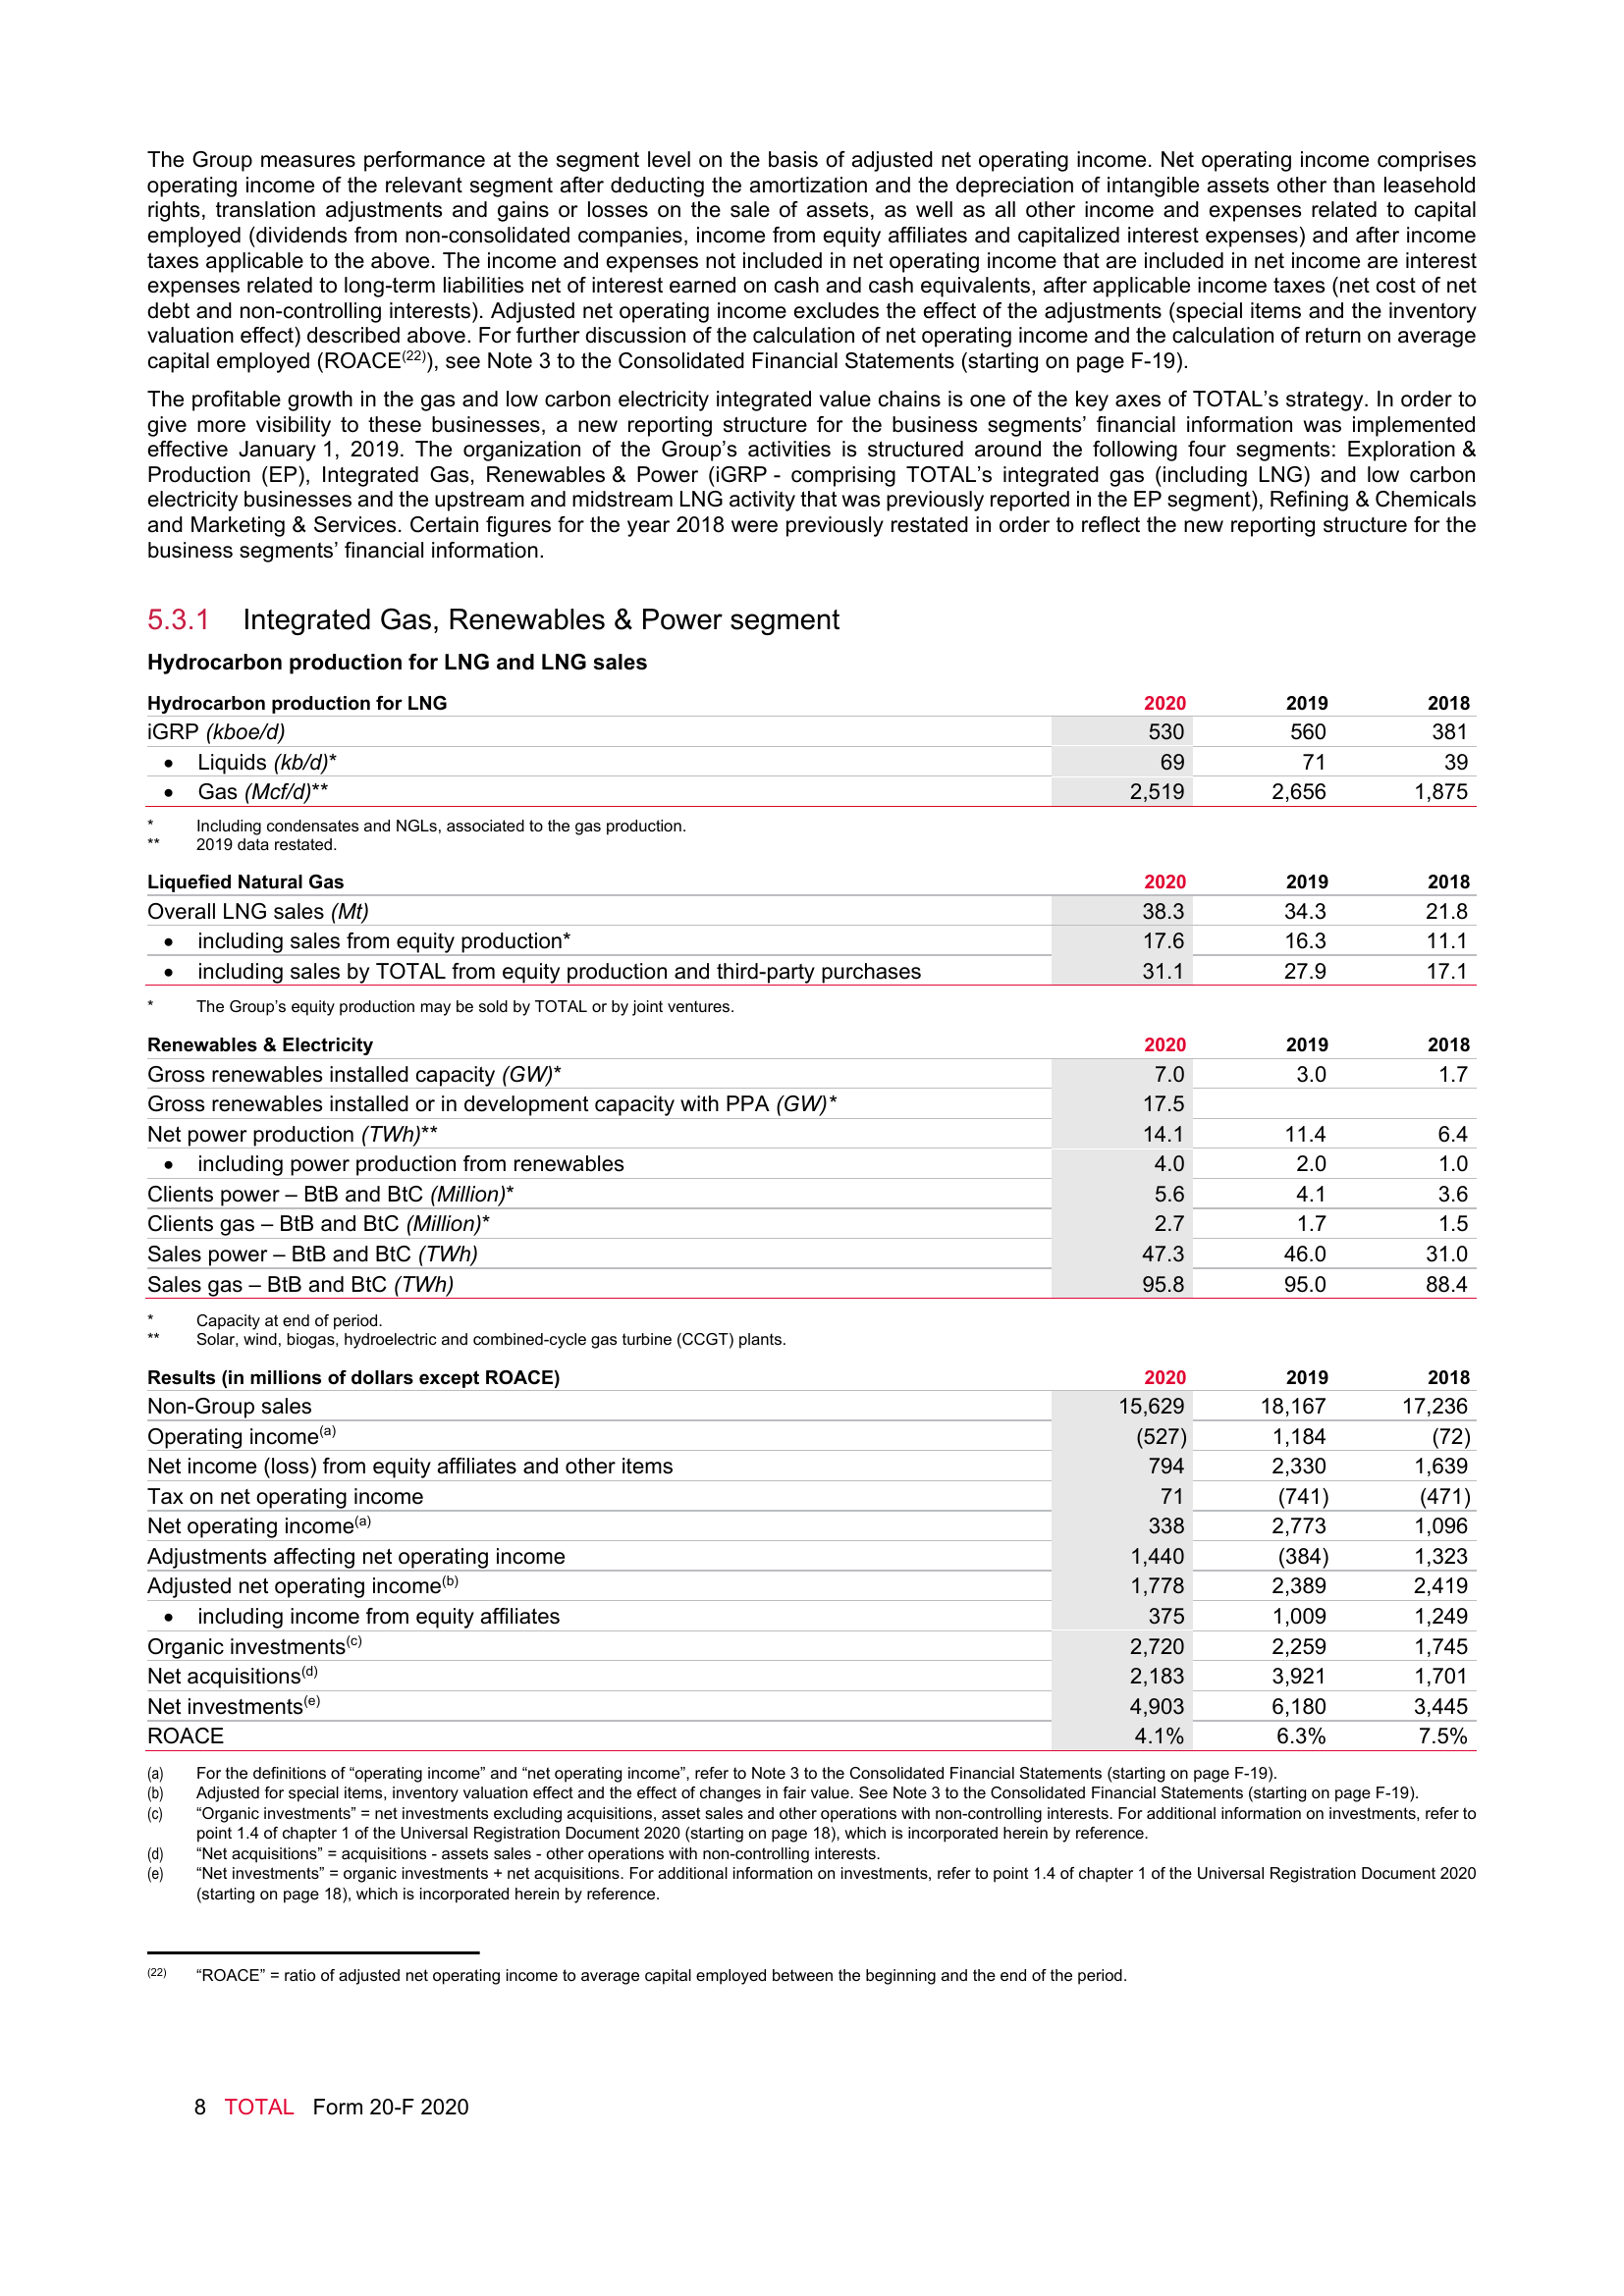 The Group measures performance at the segment level on the basis of adjusted net operating income. Net operating income comprises
operating income of the relevant segment after deducting the amortization and the depreciation of intangible assets other than leasehold
rights, translation adjustments and gains or losses on the sale of assets, as well as all other income and expenses related to capital
employed (dividends from non-consolidated companies, income from equity affiliates and capitalized interest expenses) and after income
taxes applicable to the above. The income and expenses not included in net operating income that are included in net income are interest
expenses related to long-term liabilities net of interest earned on cash and cash equivalents, after applicable income taxes (net cost of net
debt and non-controlling interests). Adjusted net operating income excludes the effect of the adjustments (special items and the inventory
valuation effect) described above. For further discussion of the calculation of net operating income and the calculation of return on average
capital employed (ROACE(22)), see Note 3 to the Consolidated Financial Statements (starting on page F-19).
The profitable growth in the gas and low carbon electricity integrated value chains is one of the key axes of TOTAL's strategy. In order to
give more visibility to these businesses, a new reporting structure for the business segments' financial information was implemented
effective January 1, 2019. The organization of the Group's activities is structured around the following four segments: Exploration &
Production (EP), Integrated Gas, Renewables & Power (iGRP - comprising TOTAL's integrated gas (including LNG) and low carbon
electricity businesses and the upstream and midstream LNG activity that was previously reported in the EP segment), Refining & Chemicals
and Marketing & Services. Certain figures for the year 2018 were previously restated in order to reflect the new reporting structure for the
business segments' financial information.
5.3.1 Integrated Gas, Renewables & Power segment
Hydrocarbon production for LNG and LNG sales
Hydrocarbon production for LNG 2020 2019 2018
iGRP (kboe/d) 530 560 381
• Liquids (kb/d)* 69 71 39
• Gas (Mcf/d)** 2,519 2,656 1,875
* Including condensates and NGLs, associated to the gas production.
** 2019 data restated.
Liquefied Natural Gas 2020 2019 2018
Overall LNG sales (Mt) 38.3 34.3 21.8
• including sales from equity production* 17.6 16.3 11.1
• including sales by TOTAL from equity production and third-party purchases 31.1 27.9 17.1
* The Group's equity production may be sold by TOTAL or by joint ventures.
Renewables & Electricity 2020 2019 2018
Gross renewables installed capacity (GW)* 7.0 3.0 1.7
Gross renewables installed or in development capacity with PPA (GW)* 17.5
Net power production (TWh)** 14.1 11.4 6.4
• including power production from renewables 4.0 2.0 1.0
Clients power – BtB and BtC (Million)* 5.6 4.1 3.6
Clients gas – BtB and BtC (Million)* 2.7 1.7 1.5
Sales power – BtB and BtC (TWh) 47.3 46.0 31.0
Sales gas – BtB and BtC (TWh) 95.8 95.0 88.4
* Capacity at end of period.
** Solar, wind, biogas, hydroelectric and combined-cycle gas turbine (CCGT) plants.
Results (in millions of dollars except ROACE) 2020 2019 2018
Non-Group sales 15,629 18,167 17,236
Operating income(a) (527) 1,184 (72)
Net income (loss) from equity affiliates and other items 794 2,330 1,639
Tax on net operating income 71 (741) (471)
Net operating income(a) 338 2,773 1,096
Adjustments affecting net operating income 1,440 (384) 1,323
Adjusted net operating income(b) 1,778 2,389 2,419
• including income from equity affiliates 375 1,009 1,249
Organic investments(c) 2,720 2,259 1,745
Net acquisitions(d) 2,183 3,921 1,701
Net investments(e) 4,903 6,180 3,445
ROACE 4.1% 6.3% 7.5%
(a) For the definitions of "operating income" and "net operating income", refer to Note 3 to the Consolidated Financial Statements (starting on page F-19).
(b) Adjusted for special items, inventory valuation effect and the effect of changes in fair value. See Note 3 to the Consolidated Financial Statements (starting on page F-19).
(c) "Organic investments" = net investments excluding acquisitions, asset sales and other operations with non-controlling interests. For additional information on investments, refer to
point 1.4 of chapter 1 of the Universal Registration Document 2020 (starting on page 18), which is incorporated herein by reference.
(d) "Net acquisitions" = acquisitions - assets sales - other operations with non-controlling interests.
(e) "Net investments" = organic investments + net acquisitions. For additional information on investments, refer to point 1.4 of chapter 1 of the Universal Registration Document 2020
(starting on page 18), which is incorporated herein by reference.
(22) "ROACE" = ratio of adjusted net operating income to average capital employed between the beginning and the end of the period.
8 TOTAL Form 20-F 2020